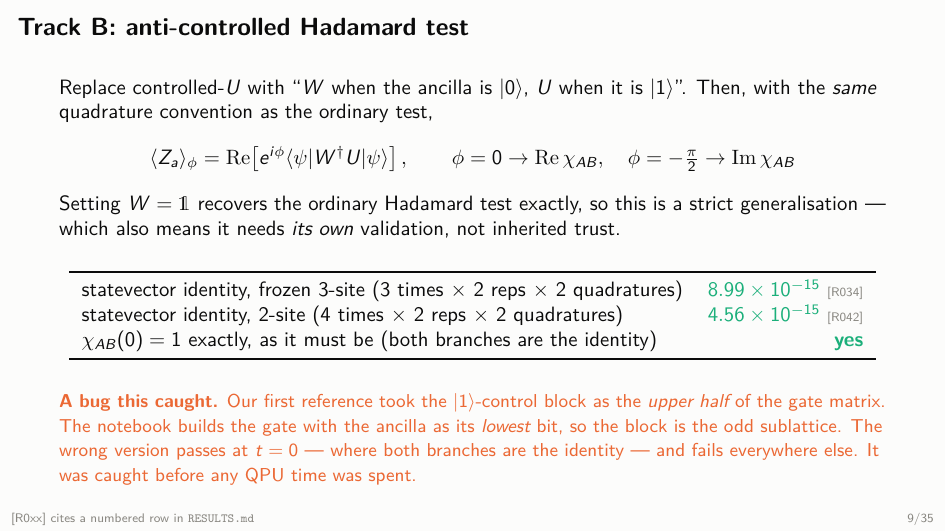 Track B: anti-controlled Hadamard test
Replace controlled-U with “W when the ancilla is |0⟩, U when it is |1⟩”. Then, with the same
quadrature convention as the ordinary test,
⟨Zₐ⟩_ϕ = Re[e^{iϕ}⟨ψ|W†U|ψ⟩], ϕ = 0 → Re χ_AB, ϕ = −π/2 → Im χ_AB
Setting W = 𝟙 recovers the ordinary Hadamard test exactly, so this is a strict generalisation —
which also means it needs its own validation, not inherited trust.
statevector identity, frozen 3-site (3 times × 2 reps × 2 quadratures) 8.99 × 10⁻¹⁵ [R034]
statevector identity, 2-site (4 times × 2 reps × 2 quadratures) 4.56 × 10⁻¹⁵ [R042]
χ_AB(0) = 1 exactly, as it must be (both branches are the identity) yes
A bug this caught. Our first reference took the |1⟩-control block as the upper half of the gate matrix.
The notebook builds the gate with the ancilla as its lowest bit, so the block is the odd sublattice. The
wrong version passes at t = 0 — where both branches are the identity — and fails everywhere else. It
was caught before any QPU time was spent.
[R0xx] cites a numbered row in RESULTS.md
9/35